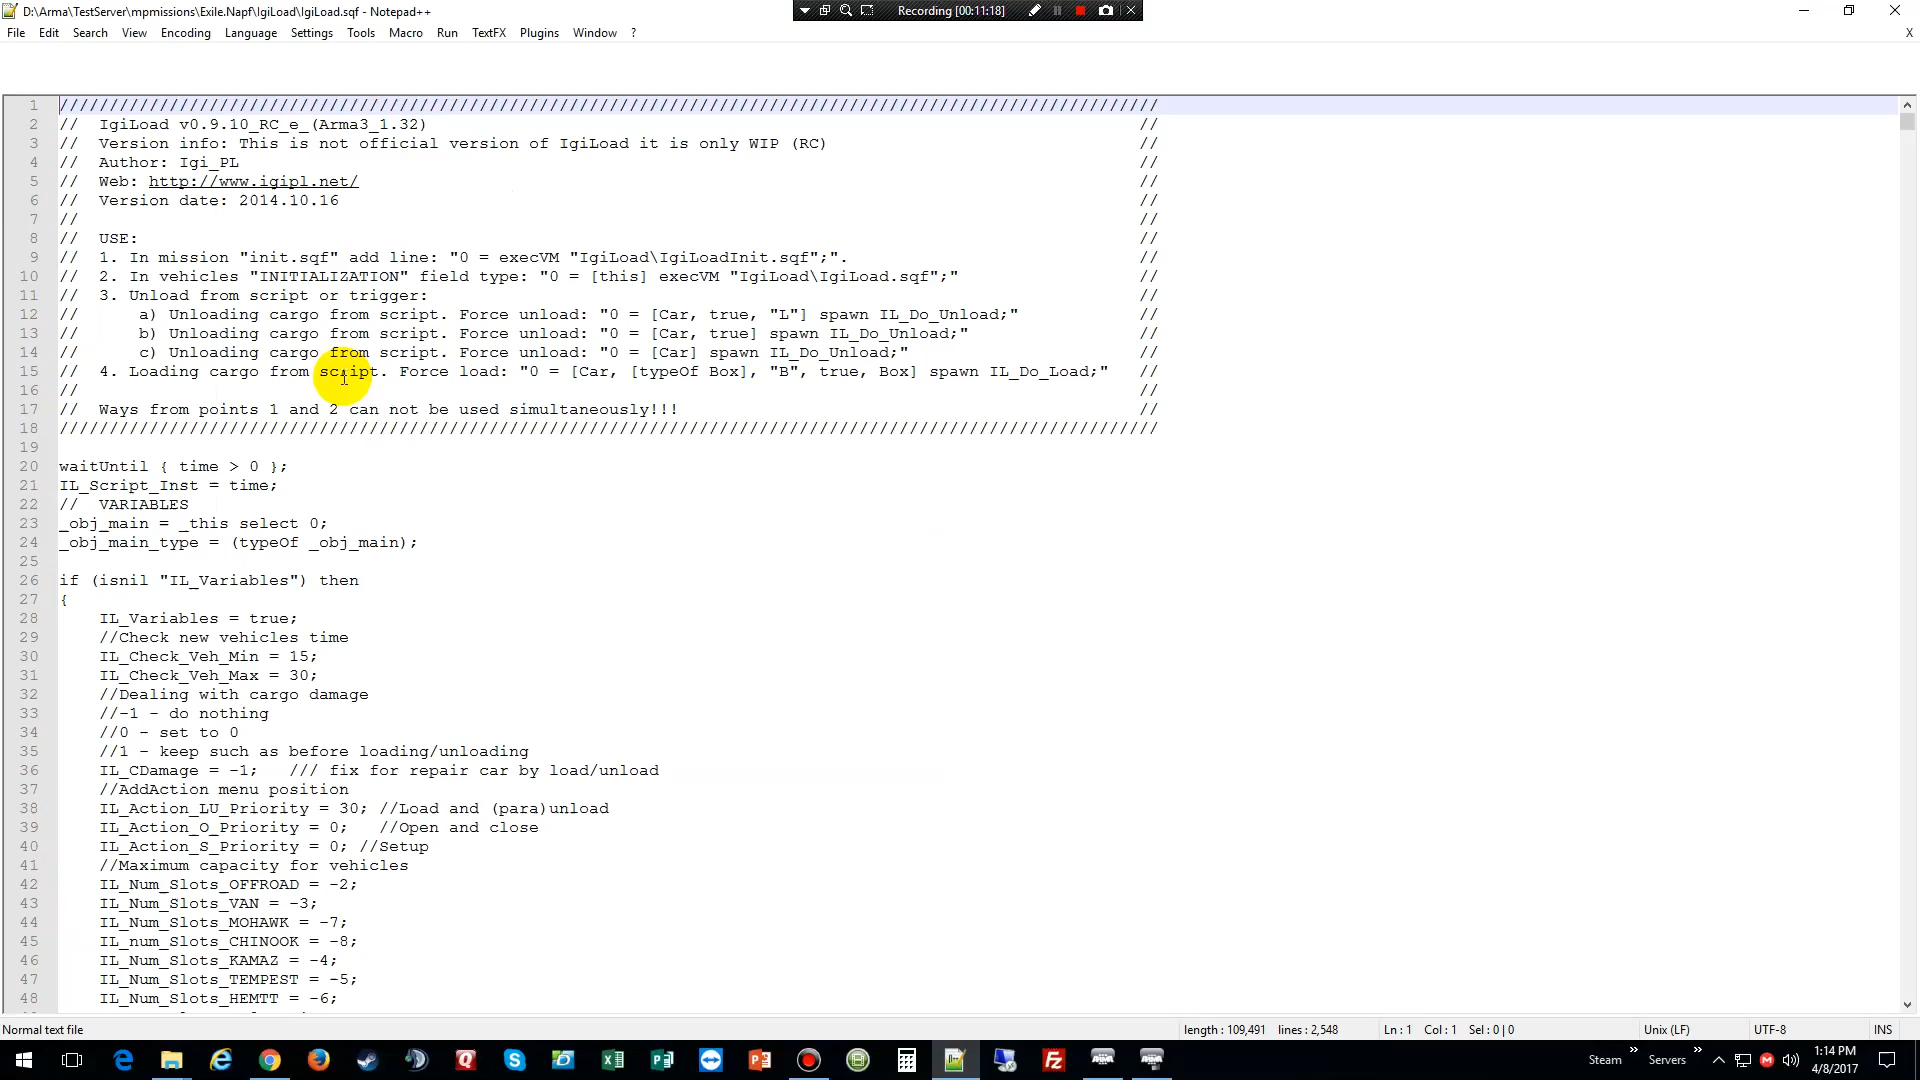 D:\Arma\TestServer\mpmissions\Exile.Napf\IgiLoad\IgiLoad.sqf - Notepad++
Recording [00:11:18]
File Edit Search View Encoding Language Settings Tools Macro Run TextFX Plugins Window ? X
1 //////////////////////////////////////////////////////////////////////////////////////////////////////////////
2 //  IgiLoad v0.9.10_RC_e_(Arma3_1.32) //
3 //  Version info: This is not official version of IgiLoad it is only WIP (RC) //
4 //  Author: Igi_PL //
5 //  Web: http://www.igipl.net/ //
6 //  Version date: 2014.10.16 //
7 // //
8 //  USE: //
9 //  1. In mission "init.sqf" add line: "0 = execVM "IgiLoad\IgiLoadInit.sqf";". //
10 //  2. In vehicles "INITIALIZATION" field type: "0 = [this] execVM "IgiLoad\IgiLoad.sqf";" //
11 //  3. Unload from script or trigger: //
12 //      a) Unloading cargo from script. Force unload: "0 = [Car, true, "L"] spawn IL_Do_Unload;" //
13 //      b) Unloading cargo from script. Force unload: "0 = [Car, true] spawn IL_Do_Unload;" //
14 //      c) Unloading cargo from script. Force unload: "0 = [Car] spawn IL_Do_Unload;" //
15 //  4. Loading cargo from script. Force load: "0 = [Car, [typeOf Box], "B", true, Box] spawn IL_Do_Load;" //
16 // //
17 //  Ways from points 1 and 2 can not be used simultaneously!!! //
18 //////////////////////////////////////////////////////////////////////////////////////////////////////////////
19
20 waitUntil { time > 0 };
21 IL_Script_Inst = time;
22 //  VARIABLES
23 _obj_main = _this select 0;
24 _obj_main_type = (typeOf _obj_main);
25
26 if (isnil "IL_Variables") then
27 {
28     IL_Variables = true;
29     //Check new vehicles time
30     IL_Check_Veh_Min = 15;
31     IL_Check_Veh_Max = 30;
32     //Dealing with cargo damage
33     //-1 - do nothing
34     //0 - set to 0
35     //1 - keep such as before loading/unloading
36     IL_CDamage = -1;   /// fix for repair car by load/unload
37     //AddAction menu position
38     IL_Action_LU_Priority = 30; //Load and (para)unload
39     IL_Action_O_Priority = 0;   //Open and close
40     IL_Action_S_Priority = 0; //Setup
41     //Maximum capacity for vehicles
42     IL_Num_Slots_OFFROAD = -2;
43     IL_Num_Slots_VAN = -3;
44     IL_Num_Slots_MOHAWK = -7;
45     IL_num_Slots_CHINOOK = -8;
46     IL_Num_Slots_KAMAZ = -4;
47     IL_Num_Slots_TEMPEST = -5;
48     IL_Num_Slots_HEMTT = -6;
Normal text file length : 109,491 lines : 2,548 Ln : 1 Col : 1 Sel : 0 | 0 Unix (LF) UTF-8 INS
Steam Servers 1:14 PM
4/8/2017